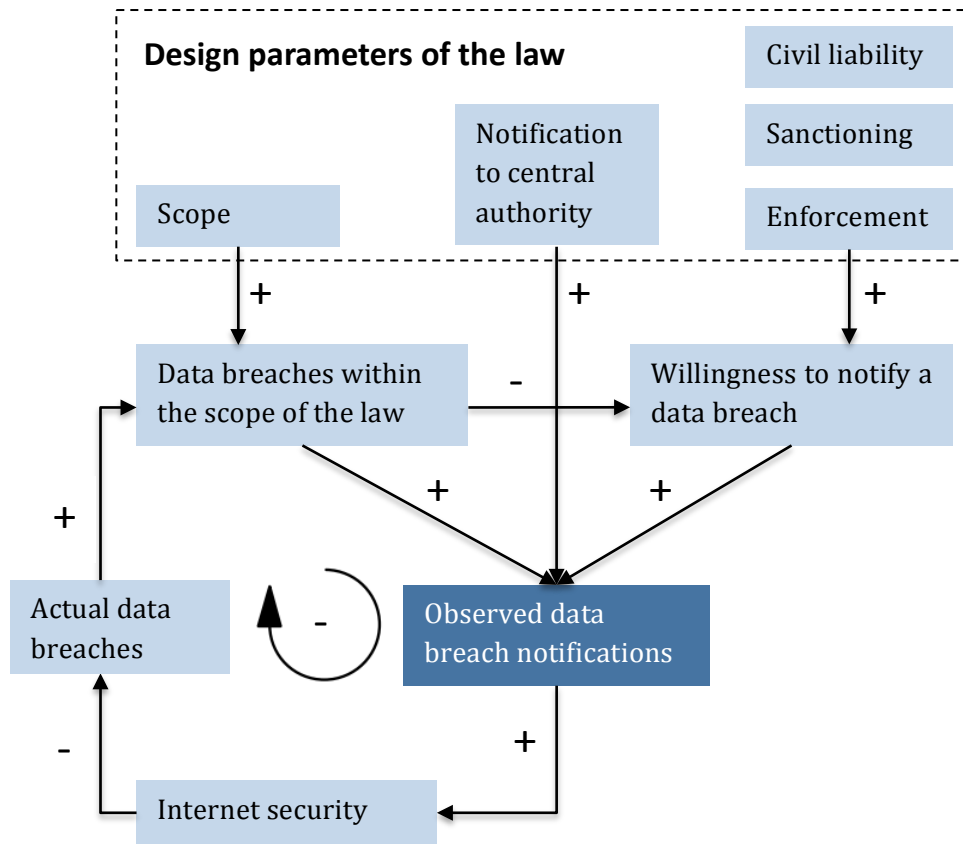 Design parameters of the law
Civil liability
Sanctioning
Enforcement
Notification
to central
authority
Scope
+
+
+
Data breaches within
the scope of the law
-
Willingness to notify a
data breach
+
+
+
Actual data
breaches
-
Observed data
breach notifications
-
+
Internet security